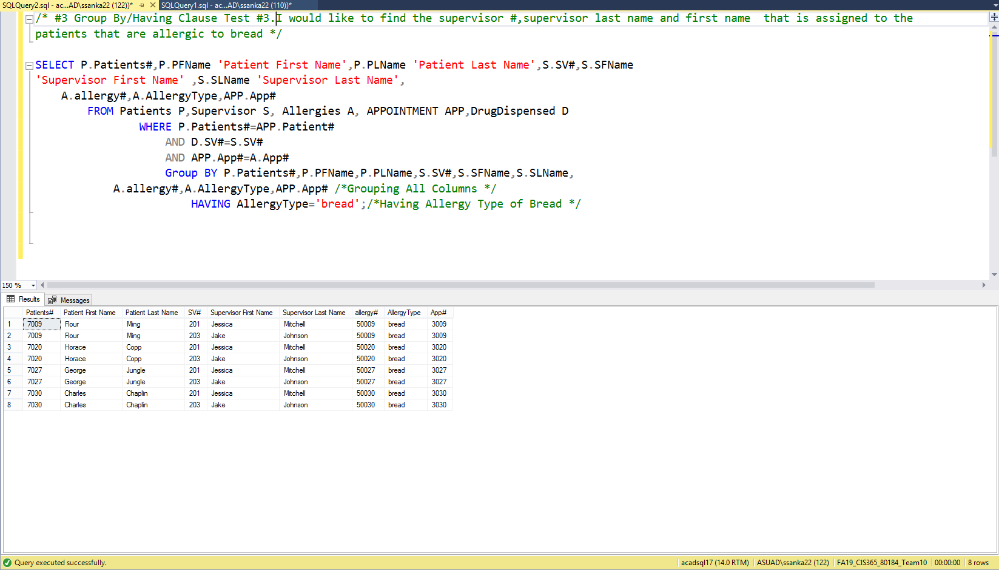 SQLQuery2.sql - ac...AD\ssanka22 (122))* SQLQuery1.sql - ac...AD\ssanka22 (110))*
/* #3 Group By/Having Clause Test #3.I would like to find the supervisor #,supervisor last name and first name  that is assigned to the
patients that are allergic to bread */
SELECT P.Patients#,P.PFName 'Patient First Name',P.PLName 'Patient Last Name',S.SV#,S.SFName
'Supervisor First Name' ,S.SLName 'Supervisor Last Name',
A.allergy#,A.AllergyType,APP.App#
FROM Patients P,Supervisor S, Allergies A, APPOINTMENT APP,DrugDispensed D
WHERE P.Patients#=APP.Patient#
AND D.SV#=S.SV#
AND APP.App#=A.App#
Group BY P.Patients#,P.PFName,P.PLName,S.SV#,S.SFName,S.SLName,
A.allergy#,A.AllergyType,APP.App# /*Grouping All Columns */
HAVING AllergyType='bread';/*Having Allergy Type of Bread */
150 %
Results Messages
Patients# Patient First Name Patient Last Name SV# Supervisor First Name Supervisor Last Name allergy# AllergyType App#
1 7009 Flour Ming 201 Jessica Mitchell 50009 bread 3009
2 7009 Flour Ming 203 Jake Johnson 50009 bread 3009
3 7020 Horace Copp 201 Jessica Mitchell 50020 bread 3020
4 7020 Horace Copp 203 Jake Johnson 50020 bread 3020
5 7027 George Jungle 201 Jessica Mitchell 50027 bread 3027
6 7027 George Jungle 203 Jake Johnson 50027 bread 3027
7 7030 Charles Chaplin 201 Jessica Mitchell 50030 bread 3030
8 7030 Charles Chaplin 203 Jake Johnson 50030 bread 3030
Query executed successfully. acadsql17 (14.0 RTM) ASUAD\ssanka22 (122) FA19_CIS365_80184_Team10 00:00:00 8 rows